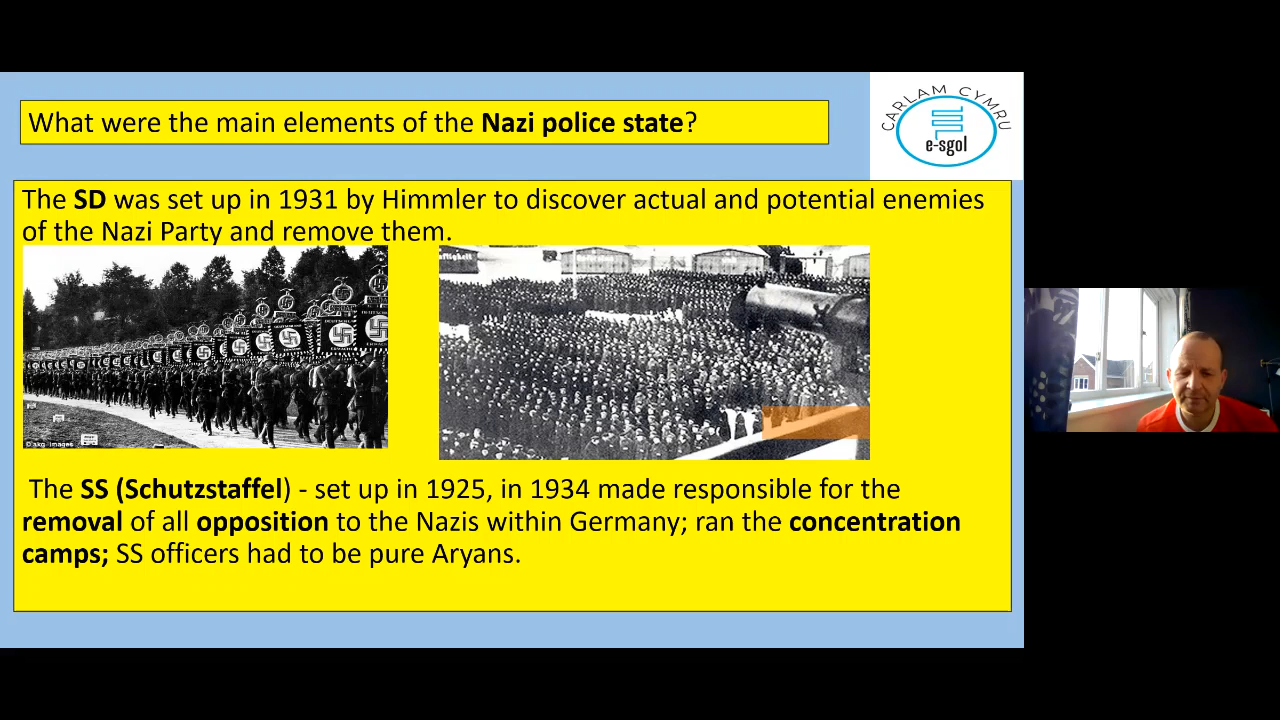 What were the main elements of the Nazi police state?
CARLAM CYMRU
e-sgol
The SD was set up in 1931 by Himmler to discover actual and potential enemies
of the Nazi Party and remove them.
© akg images
The SS (Schutzstaffel) - set up in 1925, in 1934 made responsible for the
removal of all opposition to the Nazis within Germany; ran the concentration
camps; SS officers had to be pure Aryans.